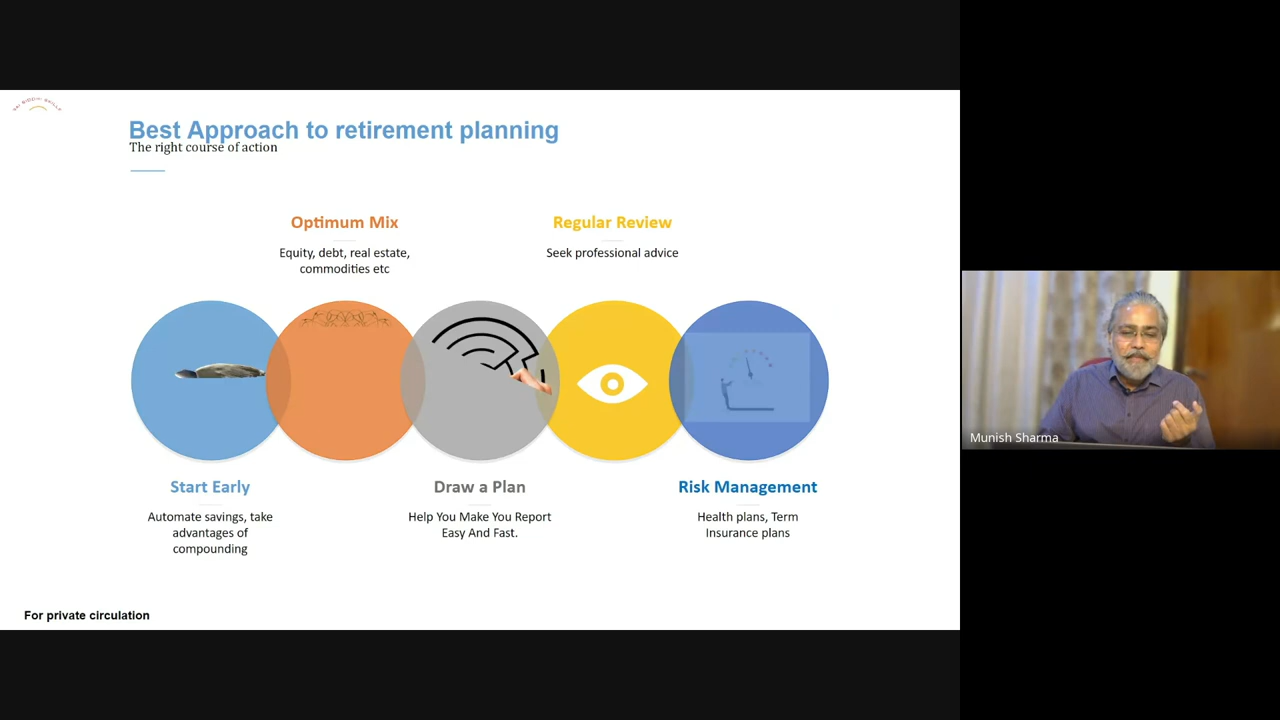 Best Approach to retirement planning
The right course of action
Optimum Mix
Equity, debt, real estate,
commodities etc
Regular Review
Seek professional advice
Start Early
Automate savings, take
advantages of
compounding
Draw a Plan
Help You Make You Report
Easy And Fast.
Risk Management
Health plans, Term
Insurance plans
For private circulation
Munish Sharma